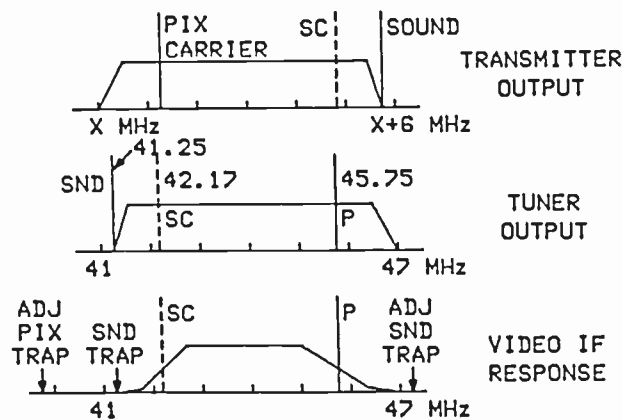 PIX CARRIER
SC
SOUND
TRANSMITTER OUTPUT
X MHz
X+6 MHz
41.25
SND
42.17
45.75
SC
P
TUNER OUTPUT
41
47 MHz
ADJ PIX TRAP
SND TRAP
SC
P
ADJ SND TRAP
VIDEO IF RESPONSE
41
47 MHz